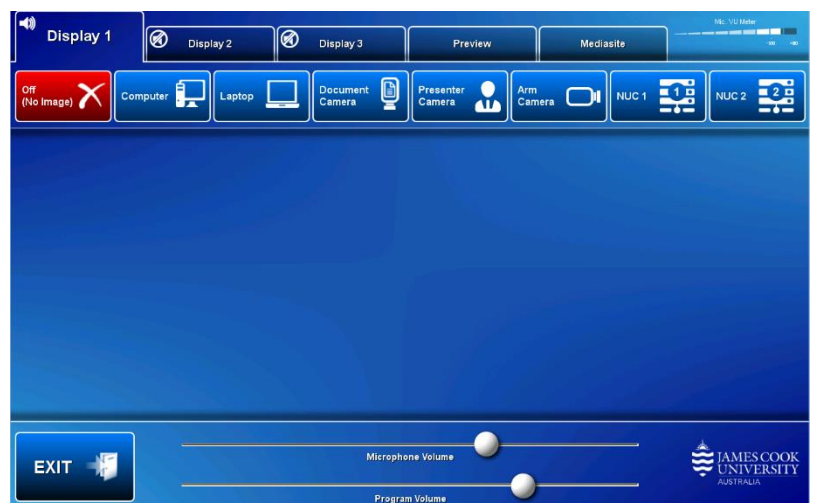 Display 1
Display 2
Display 3
Preview
Mediasite
Mic. VU Meter
Off
(No Image)
Computer
Laptop
Document
Camera
Presenter
Camera
Arm
Camera
NUC 1
1
NUC 2
2
EXIT
Microphone Volume
Program Volume
JAMES COOK
UNIVERSITY
AUSTRALIA